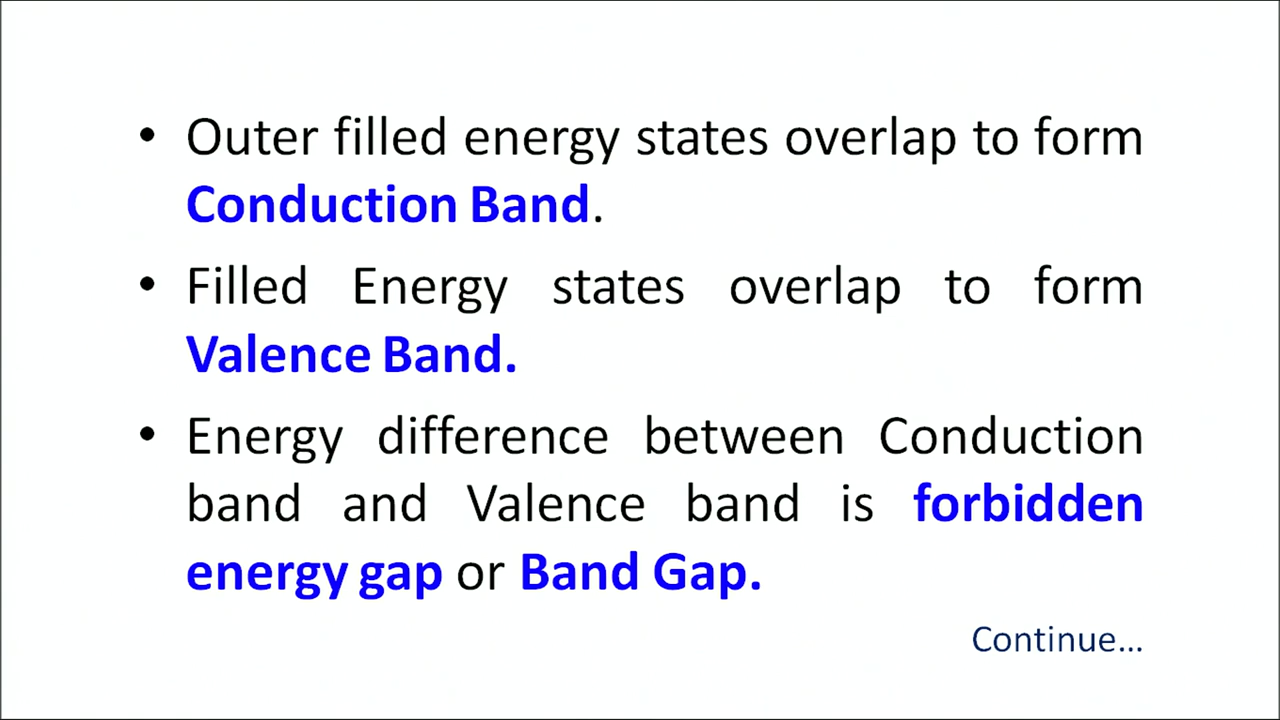 • Outer filled energy states overlap to form
Conduction Band.
• Filled Energy states overlap to form
Valence Band.
• Energy difference between Conduction
band and Valence band is forbidden
energy gap or Band Gap.
Continue...